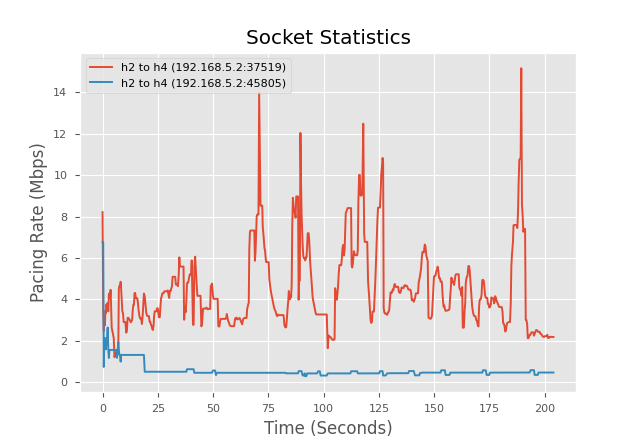 Socket Statistics
h2 to h4 (192.168.5.2:37519)
h2 to h4 (192.168.5.2:45805)
Pacing Rate (Mbps)
14
12
10
8
6
4
2
0
0 25 50 75 100 125 150 175 200
Time (Seconds)